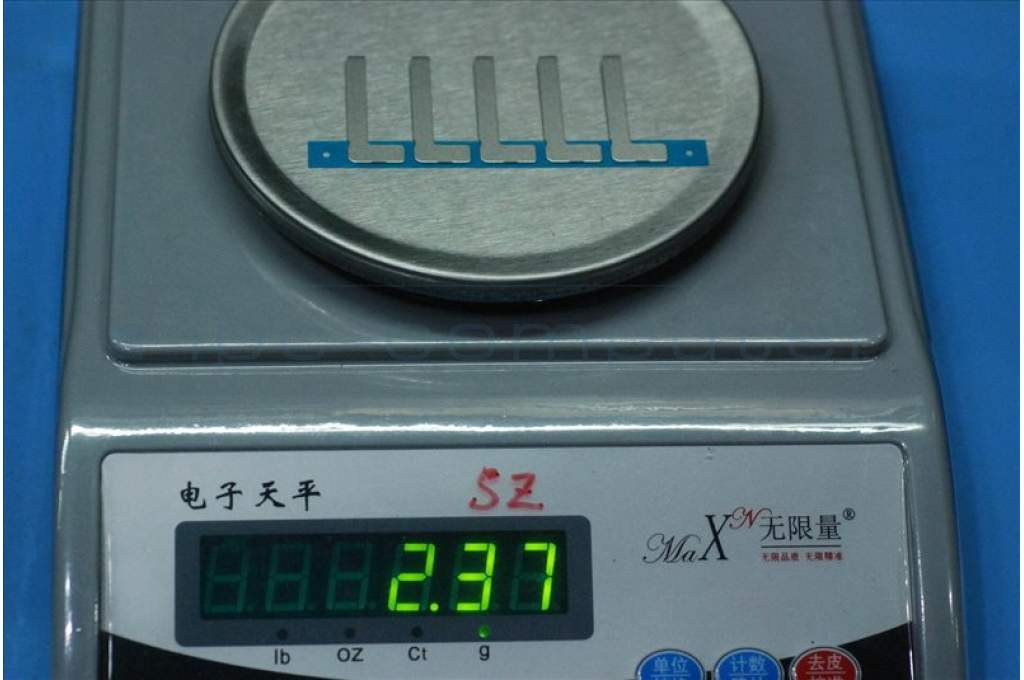 电子天平
SZ
MaX N 无限量®
无限品质 无限精准
2.37
lb OZ Ct g
单位 计数 去皮